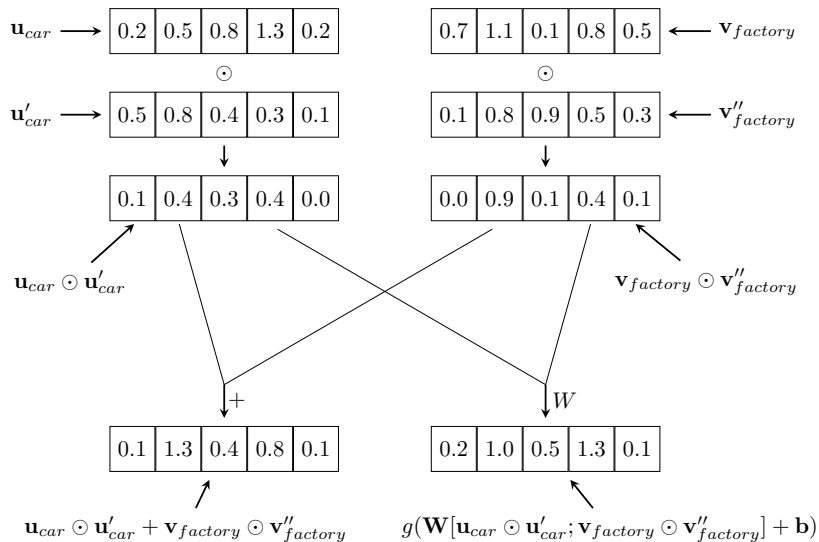 𝐮_car 0.2 0.5 0.8 1.3 0.2 0.7 1.1 0.1 0.8 0.5 𝐯_factory
⊙ ⊙
𝐮′_car 0.5 0.8 0.4 0.3 0.1 0.1 0.8 0.9 0.5 0.3 𝐯″_factory
0.1 0.4 0.3 0.4 0.0 0.0 0.9 0.1 0.4 0.1
𝐮_car ⊙ 𝐮′_car 𝐯_factory ⊙ 𝐯″_factory
+ W
0.1 1.3 0.4 0.8 0.1 0.2 1.0 0.5 1.3 0.1
𝐮_car ⊙ 𝐮′_car + 𝐯_factory ⊙ 𝐯″_factory g(𝐖[𝐮_car ⊙ 𝐮′_car; 𝐯_factory ⊙ 𝐯″_factory] + 𝐛)